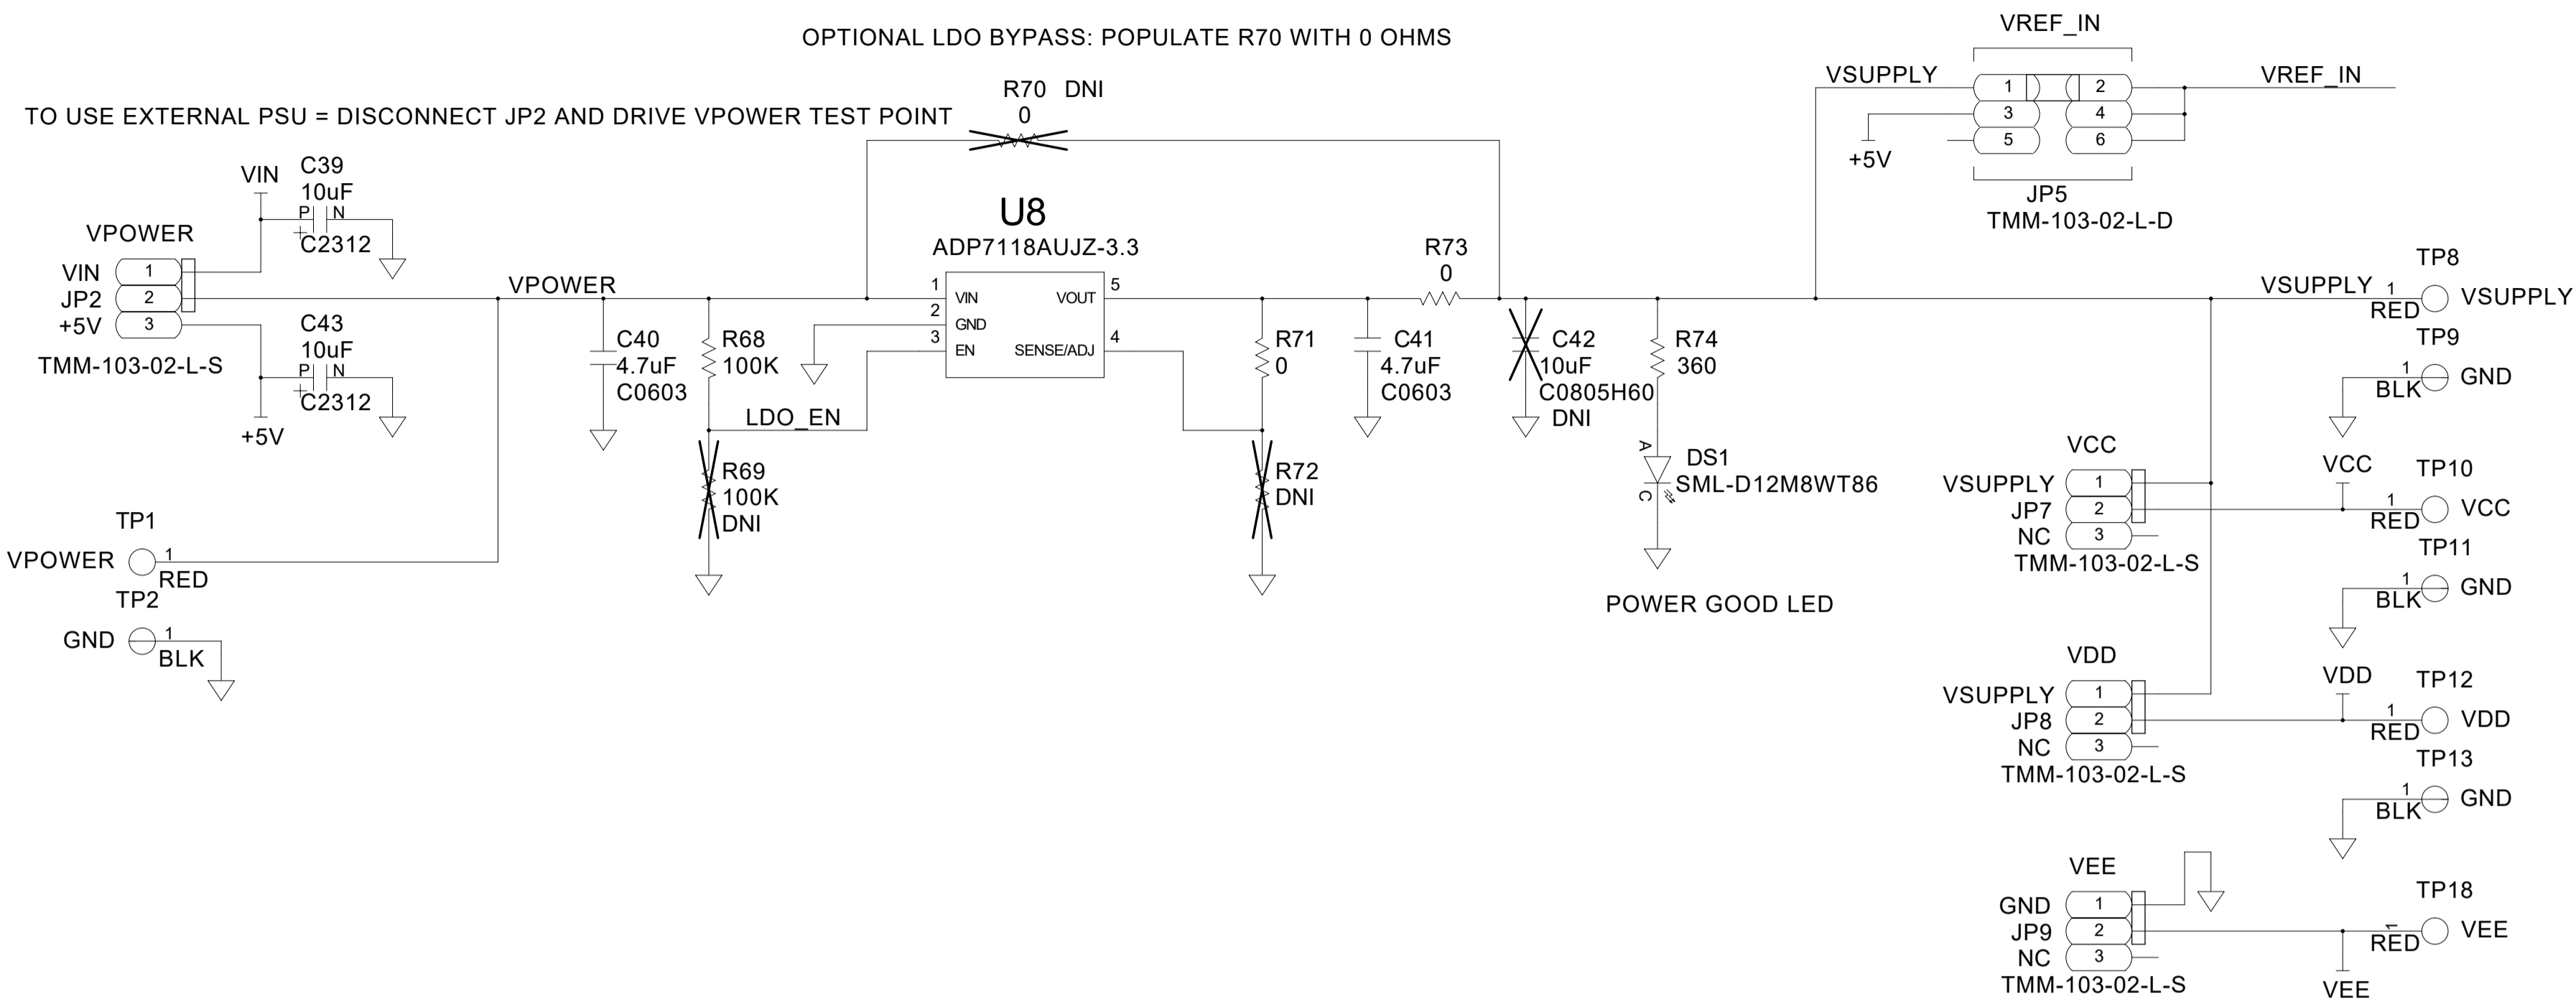 OPTIONAL LDO BYPASS: POPULATE R70 WITH 0 OHMS
TO USE EXTERNAL PSU = DISCONNECT JP2 AND DRIVE VPOWER TEST POINT
R70 DNI
0
VIN
C39
10uF
P N
+
C2312
VPOWER
VIN 1
JP2 2
+5V 3
TMM-103-02-L-S
C43
10uF
P N
+
C2312
+5V
TP1
VPOWER 1
RED
TP2
GND 1
BLK
VPOWER
C40
4.7uF
C0603
R68
100K
LDO_EN
R69
100K
DNI
U8
ADP7118AUJZ-3.3
1 VIN VOUT 5
2 GND
3 EN SENSE/ADJ 4
R71
0
R72
DNI
C41
4.7uF
C0603
R73
0
C42
10uF
C0805H60
DNI
R74
360
A
C
DS1
SML-D12M8WT86
POWER GOOD LED
VREF_IN
VSUPPLY 1 2 VREF_IN
3 4
5 6
+5V
JP5
TMM-103-02-L-D
TP8
VSUPPLY 1 VSUPPLY
RED
TP9
1 GND
BLK
VCC
VSUPPLY 1
JP7 2
NC 3
TMM-103-02-L-S
VCC
TP10
1 VCC
RED
TP11
1 GND
BLK
VDD
VSUPPLY 1
JP8 2
NC 3
TMM-103-02-L-S
VDD
TP12
1 VDD
RED
TP13
1 GND
BLK
VEE
GND 1
JP9 2
NC 3
TMM-103-02-L-S
TP18
1 VEE
RED
VEE